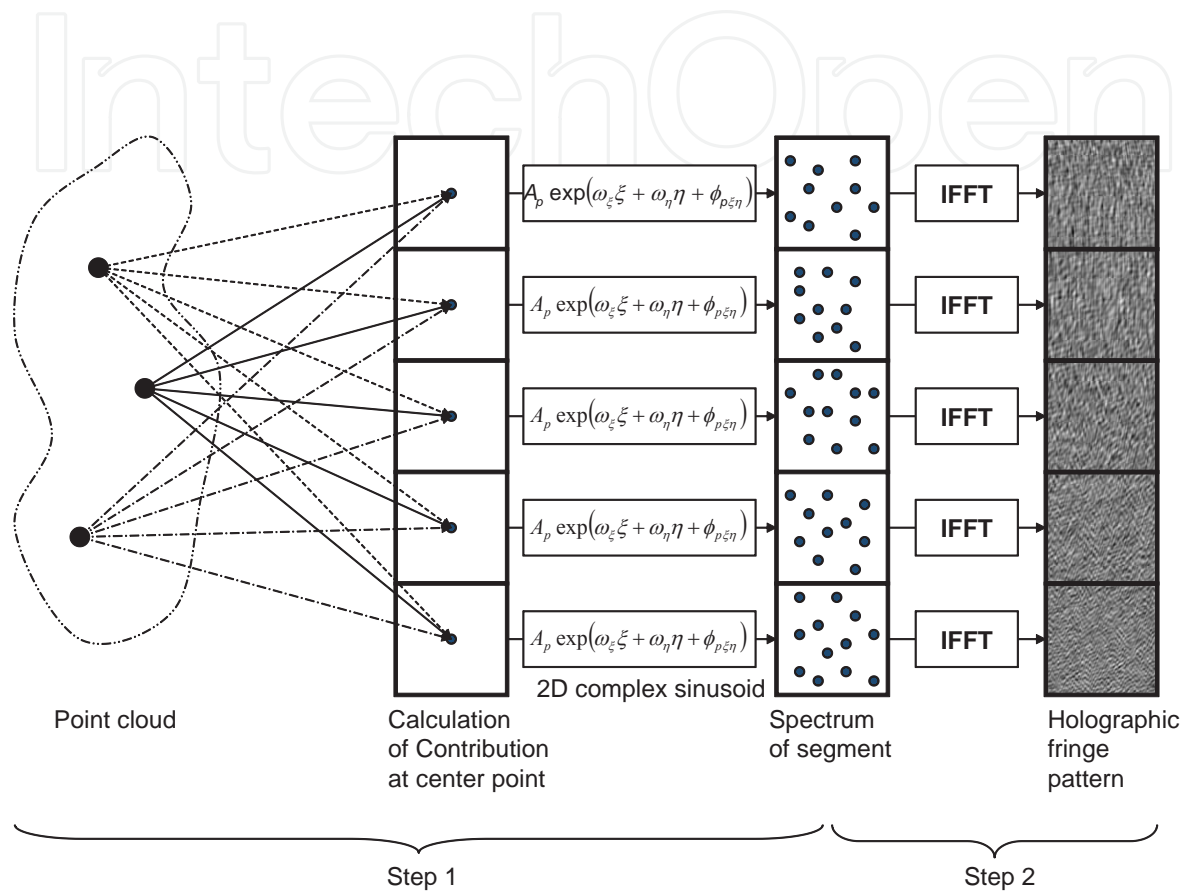 IntechOpen
A_p exp(ω_ξ ξ + ω_η η + ϕ_pξη)
IFFT
A_p exp(ω_ξ ξ + ω_η η + ϕ_pξη)
IFFT
A_p exp(ω_ξ ξ + ω_η η + ϕ_pξη)
IFFT
A_p exp(ω_ξ ξ + ω_η η + ϕ_pξη)
IFFT
A_p exp(ω_ξ ξ + ω_η η + ϕ_pξη)
IFFT
2D complex sinusoid
Point cloud
Calculation
of Contribution
at center point
Spectrum
of segment
Holographic
fringe
pattern
Step 1
Step 2